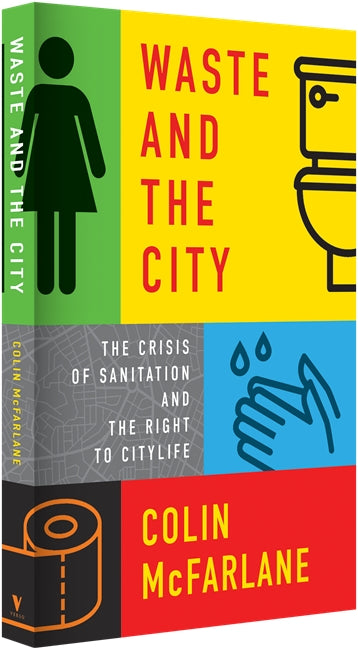 WASTE AND THE CITY
COLIN McFARLANE
VERSO
WASTE
AND
THE
CITY
THE CRISIS
OF SANITATION
AND
THE RIGHT
TO CITYLIFE
COLIN
McFARLANE